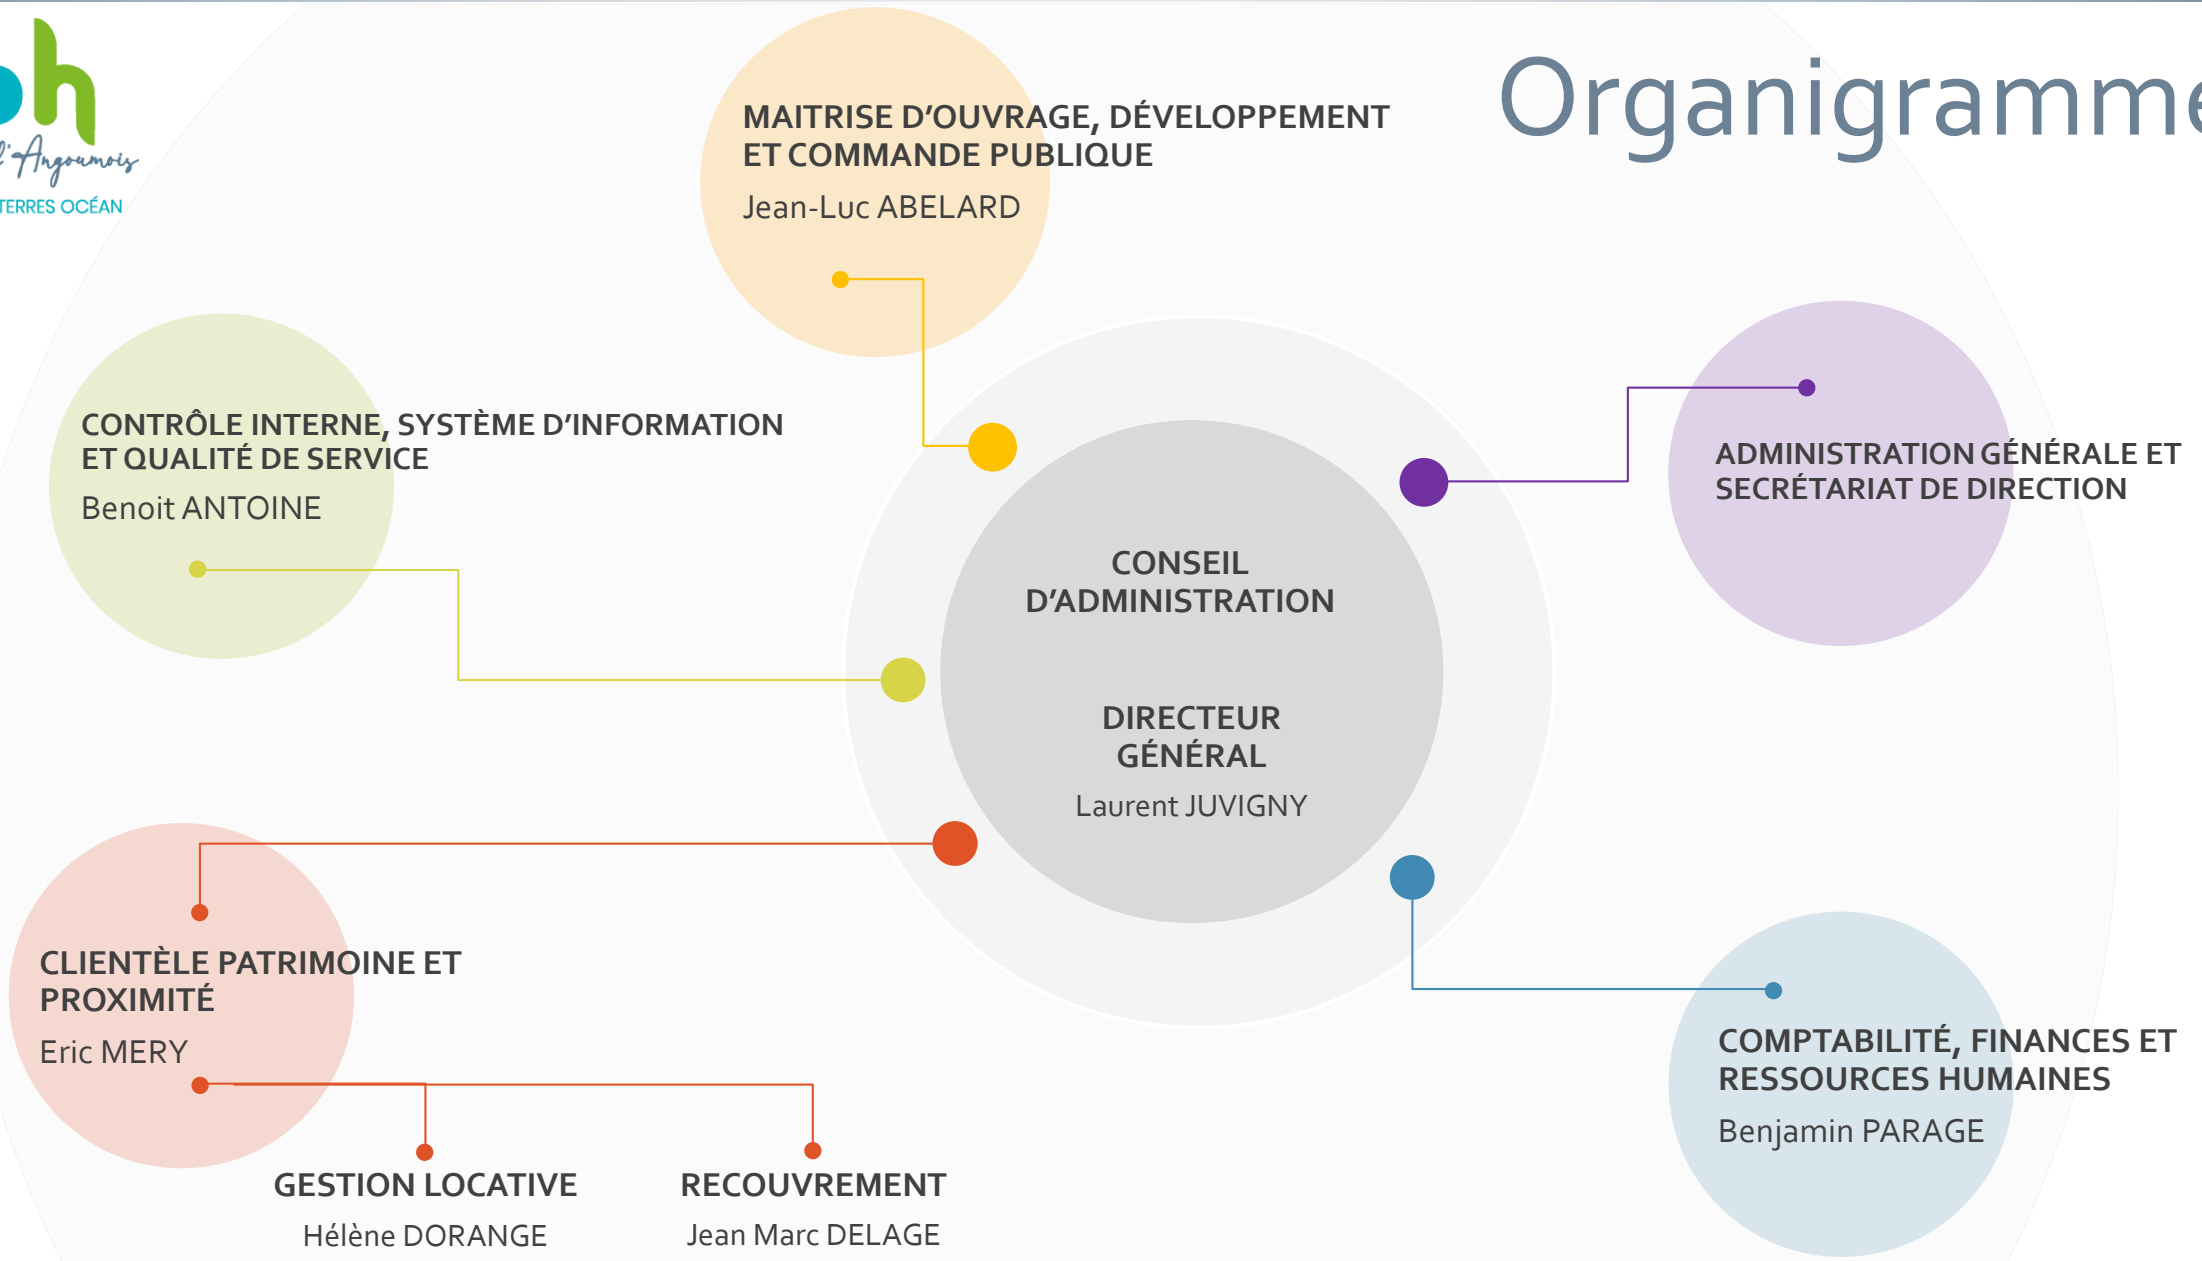 h
l'Angoumois
TERRES OCÉAN
Organigramme
MAITRISE D'OUVRAGE, DÉVELOPPEMENT
ET COMMANDE PUBLIQUE
Jean-Luc ABELARD
CONTRÔLE INTERNE, SYSTÈME D'INFORMATION
ET QUALITÉ DE SERVICE
Benoit ANTOINE
ADMINISTRATION GÉNÉRALE ET
SECRÉTARIAT DE DIRECTION
CONSEIL
D'ADMINISTRATION
DIRECTEUR
GÉNÉRAL
Laurent JUVIGNY
CLIENTÈLE PATRIMOINE ET
PROXIMITÉ
Eric MERY
COMPTABILITÉ, FINANCES ET
RESSOURCES HUMAINES
Benjamin PARAGE
GESTION LOCATIVE
Hélène DORANGE
RECOUVREMENT
Jean Marc DELAGE